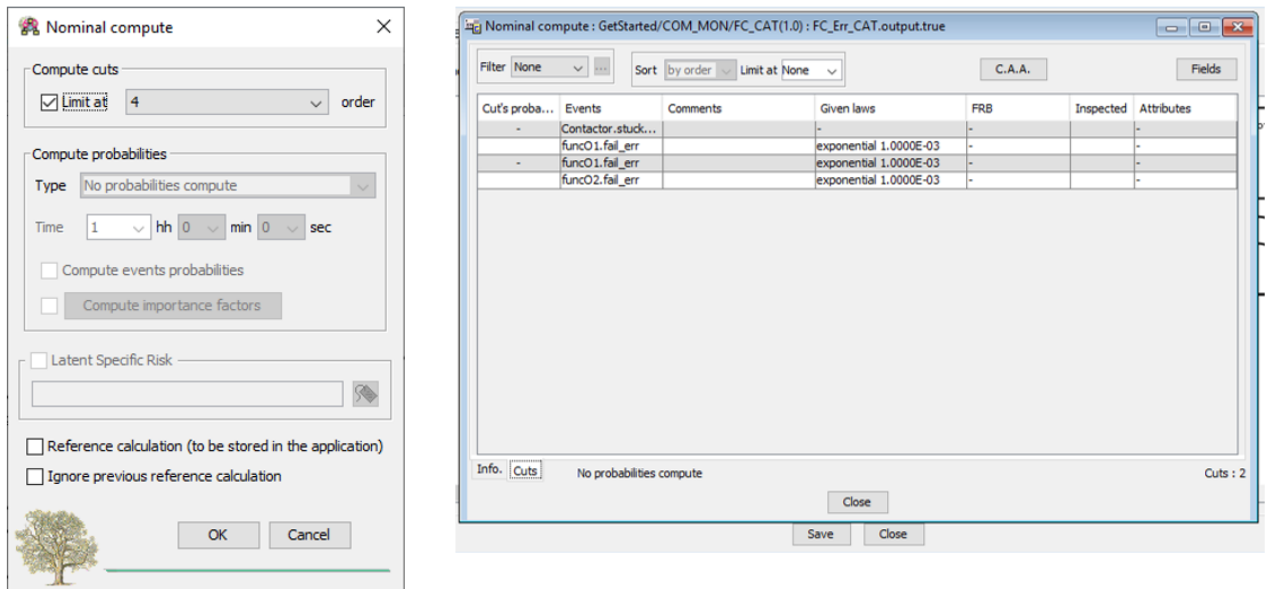 Nominal compute
Compute cuts
Limit at 4 order
Compute probabilities
Type No probabilities compute
Time 1 hh 0 min 0 sec
Compute events probabilities
Compute importance factors
Latent Specific Risk
Reference calculation (to be stored in the application)
Ignore previous reference calculation
OK Cancel
Nominal compute : GetStarted/COM_MON/FC_CAT(1.0) : FC_Err_CAT.output.true
Filter None ... Sort by order Limit at None C.A.A. Fields
Cut's proba... Events Comments Given laws FRB Inspected Attributes
- Contactor.stuck... - - -
funcO1.fail_err exponential 1.0000E-03 - -
- funcO1.fail_err exponential 1.0000E-03 - -
funcO2.fail_err exponential 1.0000E-03 - -
Info. Cuts No probabilities compute Cuts : 2
Close
Save Close